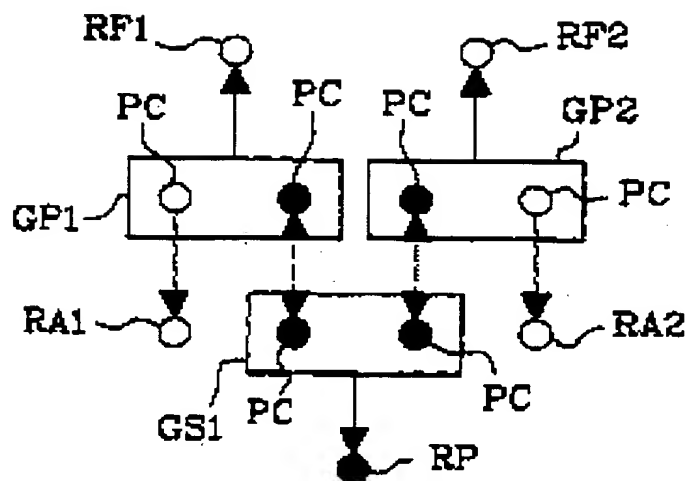 RF1 RF2
PC PC PC GP2
GP1 PC
RA1 RA2
GS1 PC PC
RP